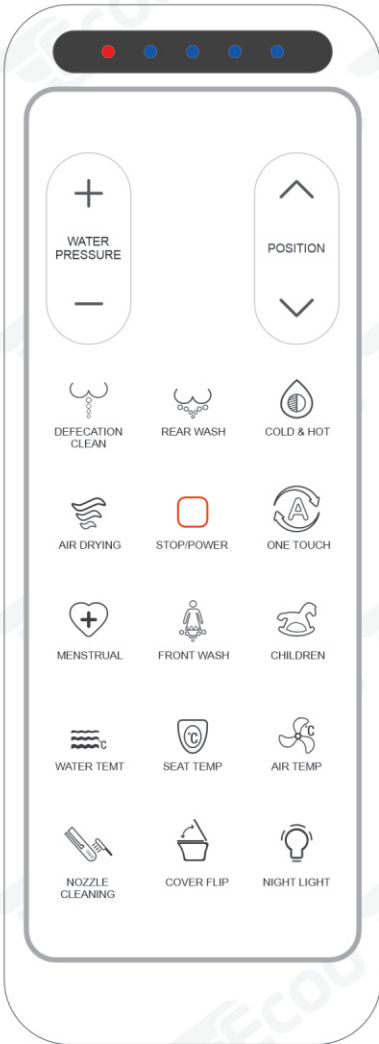 +
WATER
PRESSURE
−
POSITION
DEFECATION
CLEAN
REAR WASH
COLD & HOT
AIR DRYING
STOP/POWER
A
ONE TOUCH
+
MENSTRUAL
FRONT WASH
CHILDREN
°C
WATER TEMT
°C
SEAT TEMP
°C
AIR TEMP
NOZZLE
CLEANING
COVER FLIP
NIGHT LIGHT
Ecoo